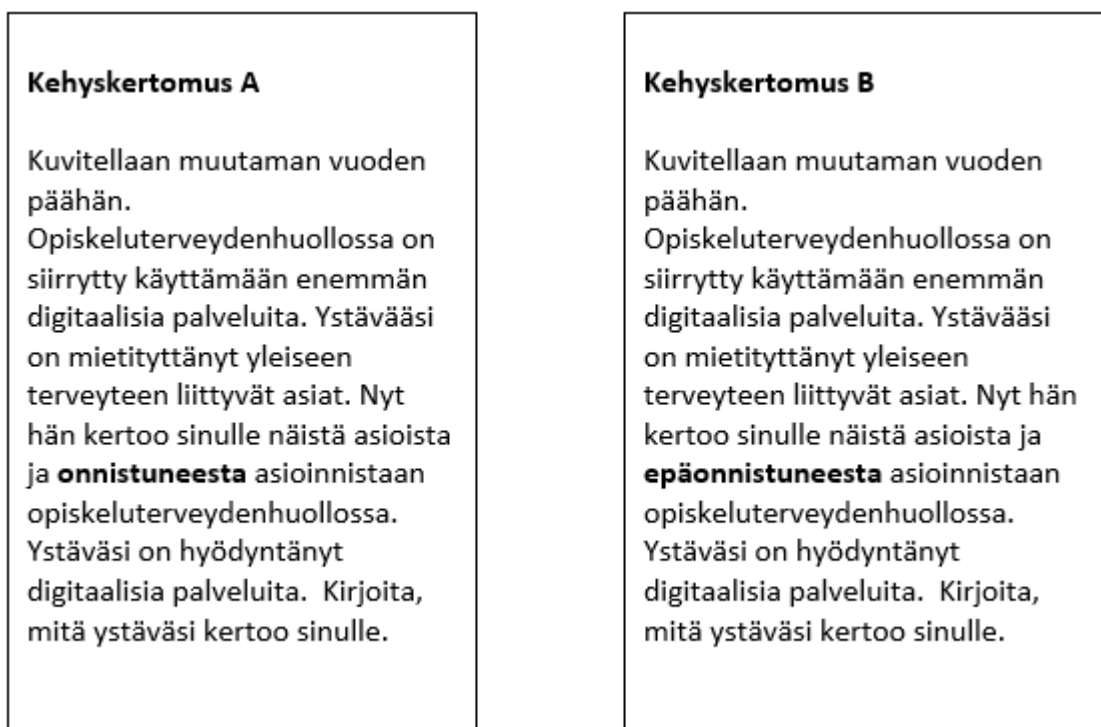 Kehyskertomus A
Kuvitellaan muutaman vuoden
päähän.
Opiskeluterveydenhuollossa on
siirrytty käyttämään enemmän
digitaalisia palveluita. Ystävääsi
on mietityttänyt yleiseen
terveyteen liittyvät asiat. Nyt
hän kertoo sinulle näistä asioista
ja onnistuneesta asioinnistaan
opiskeluterveydenhuollossa.
Ystäväsi on hyödyntänyt
digitaalisia palveluita.  Kirjoita,
mitä ystäväsi kertoo sinulle.
Kehyskertomus B
Kuvitellaan muutaman vuoden
päähän.
Opiskeluterveydenhuollossa on
siirrytty käyttämään enemmän
digitaalisia palveluita. Ystävääsi
on mietityttänyt yleiseen
terveyteen liittyvät asiat. Nyt hän
kertoo sinulle näistä asioista ja
epäonnistuneesta asioinnistaan
opiskeluterveydenhuollossa.
Ystäväsi on hyödyntänyt
digitaalisia palveluita.  Kirjoita,
mitä ystäväsi kertoo sinulle.